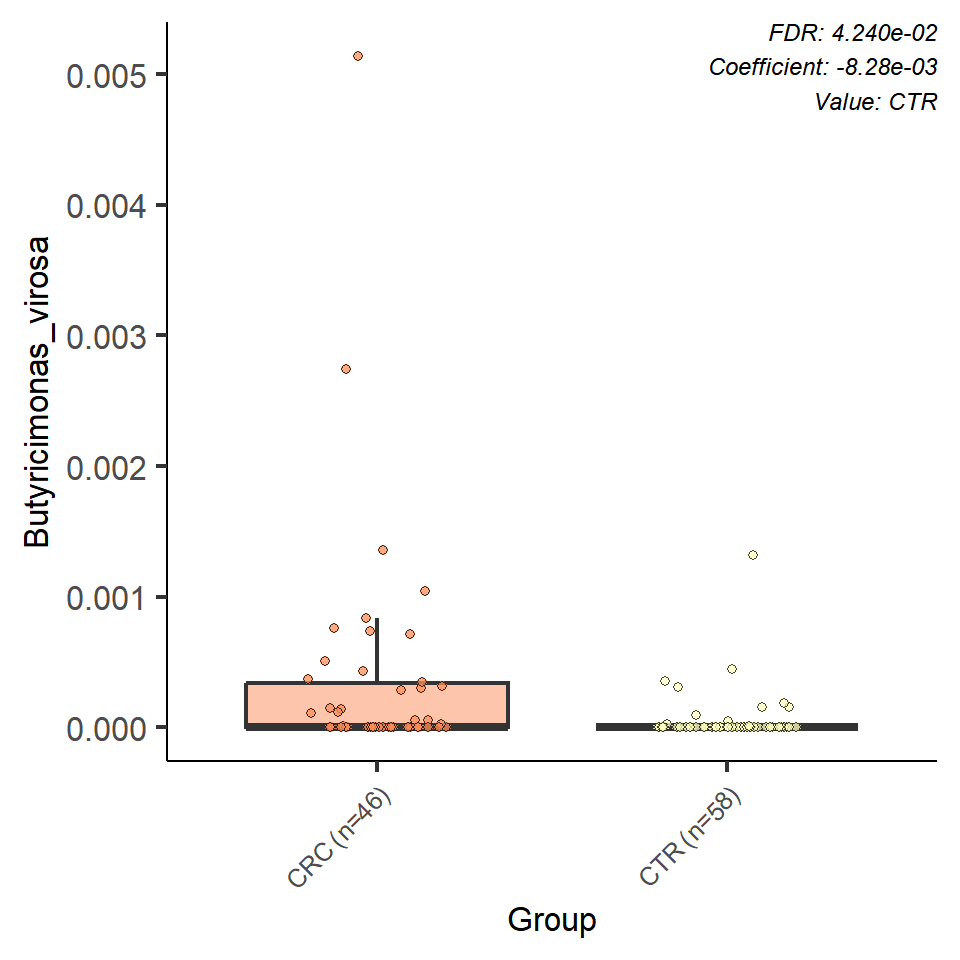 FDR: 4.240e-02
Coefficient: -8.28e-03
Value: CTR
0.005
0.004
0.003
0.002
0.001
0.000
Butyricimonas_virosa
CRC (n=46)
CTR (n=58)
Group